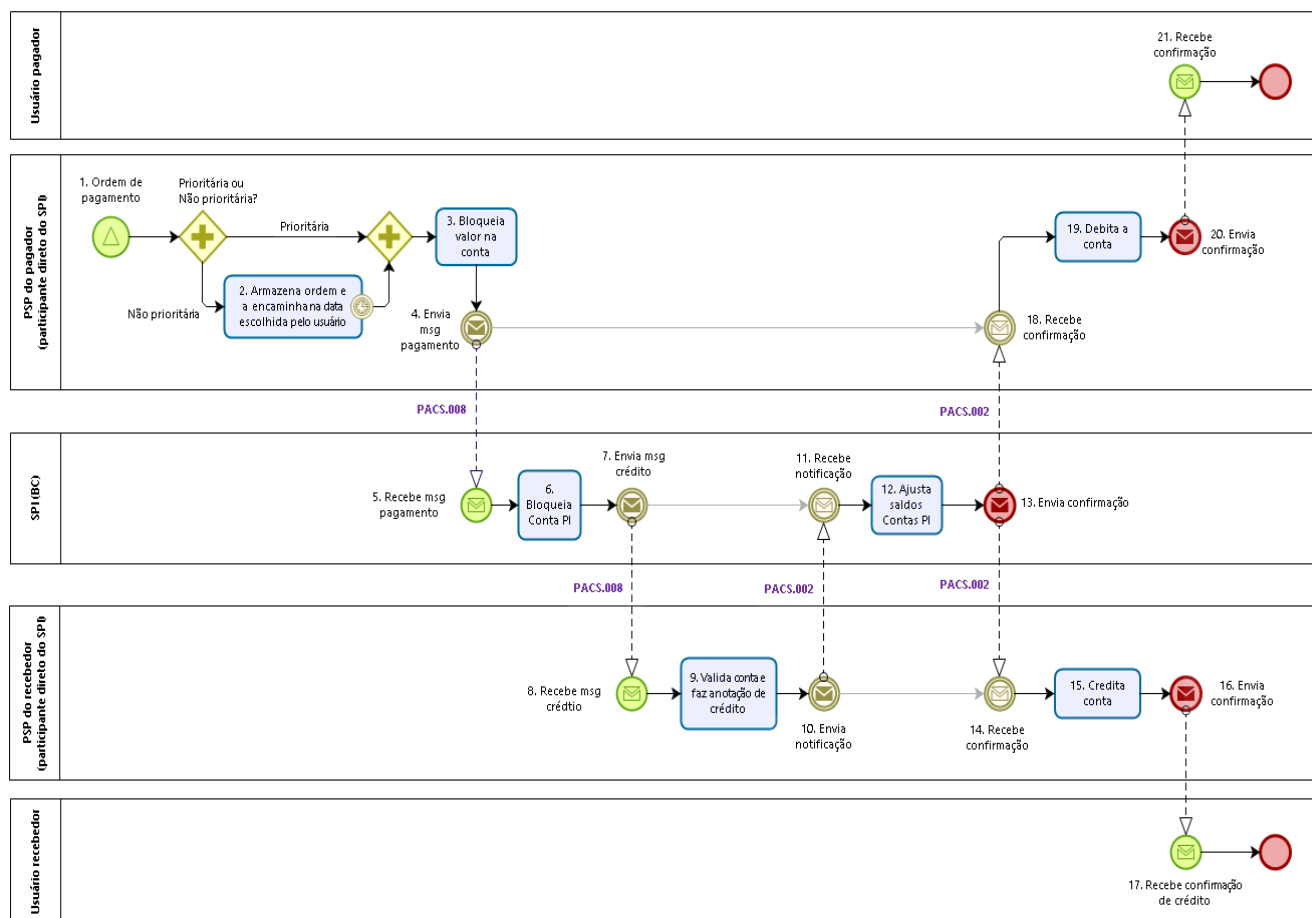 Usuário pagador
21. Recebe
confirmação
PSP do pagador
(participante direto do SPI)
1. Ordem de
pagamento
Prioritária ou
Não prioritária?
Prioritária
Não prioritária
2. Armazena ordem e
a encaminha na data
escolhida pelo usuário
3. Bloqueia
valor na
conta
4. Envia
msg
pagamento
18. Recebe
confirmação
19. Debita a
conta
20. Envia
confirmação
PACS.008
PACS.002
SPI(BC)
5. Recebe msg
pagamento
6.
Bloqueia
Conta PI
7. Envia msg
crédito
11. Recebe
notificação
12. Ajusta
saldos
Contas PI
13. Envia confirmação
PACS.008
PACS.002
PACS.002
PSP do recebedor
(participante direto do SPI)
8. Recebe msg
crédtio
9. Valida conta e
faz anotação de
crédito
10. Envia
notificação
14. Recebe
confirmação
15. Credita
conta
16. Envia
confirmação
Usuário recebedor
17. Recebe confirmação
de crédito